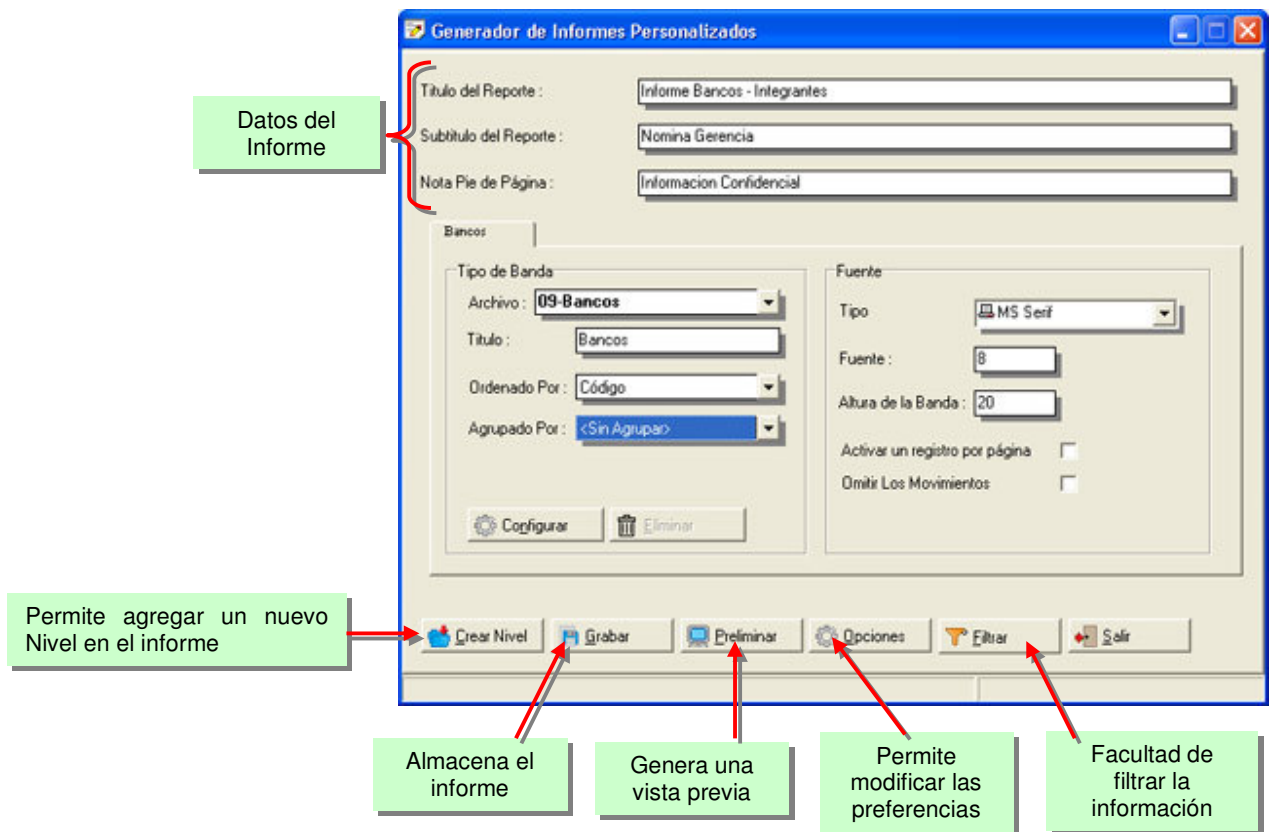 Generador de Informes Personalizados
Datos del
Informe
Titulo del Reporte :
Informe Bancos - Integrantes
Subtitulo del Reporte :
Nomina Gerencia
Nota Pie de Página :
Informacion Confidencial
Bancos
Tipo de Banda
Archivo :
09-Bancos
Titulo :
Bancos
Ordenado Por :
Código
Agrupado Por :
<Sin Agrupar>
Configurar
Eliminar
Fuente
Tipo
MS Serif
Fuente :
8
Altura de la Banda :
20
Activar un registro por página
Omitir Los Movimientos
Permite agregar un nuevo
Nivel en el informe
Crear Nivel
Grabar
Preliminar
Opciones
Filtrar
Salir
Almacena el
informe
Genera una
vista previa
Permite
modificar las
preferencias
Facultad de
filtrar la
información